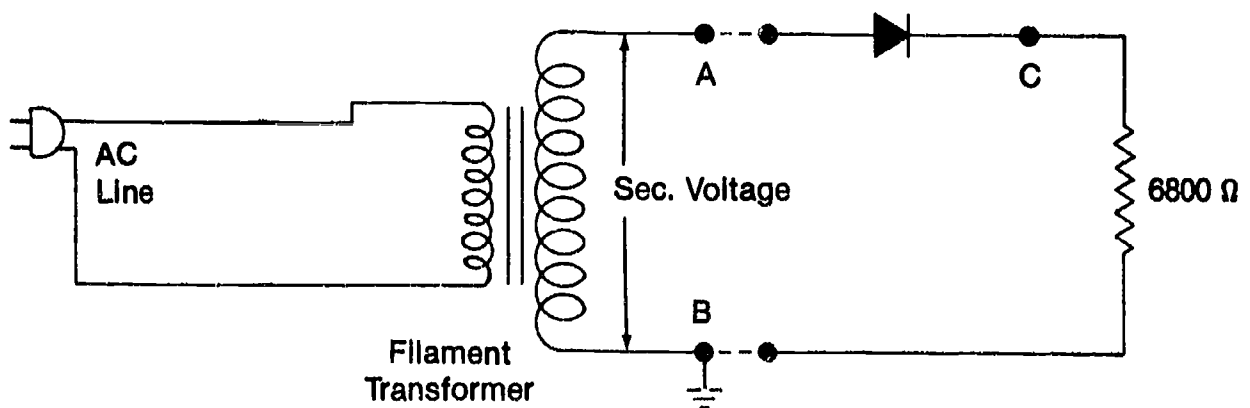 A
C
AC
Line
Sec. Voltage
6800 Ω
B
Filament
Transformer